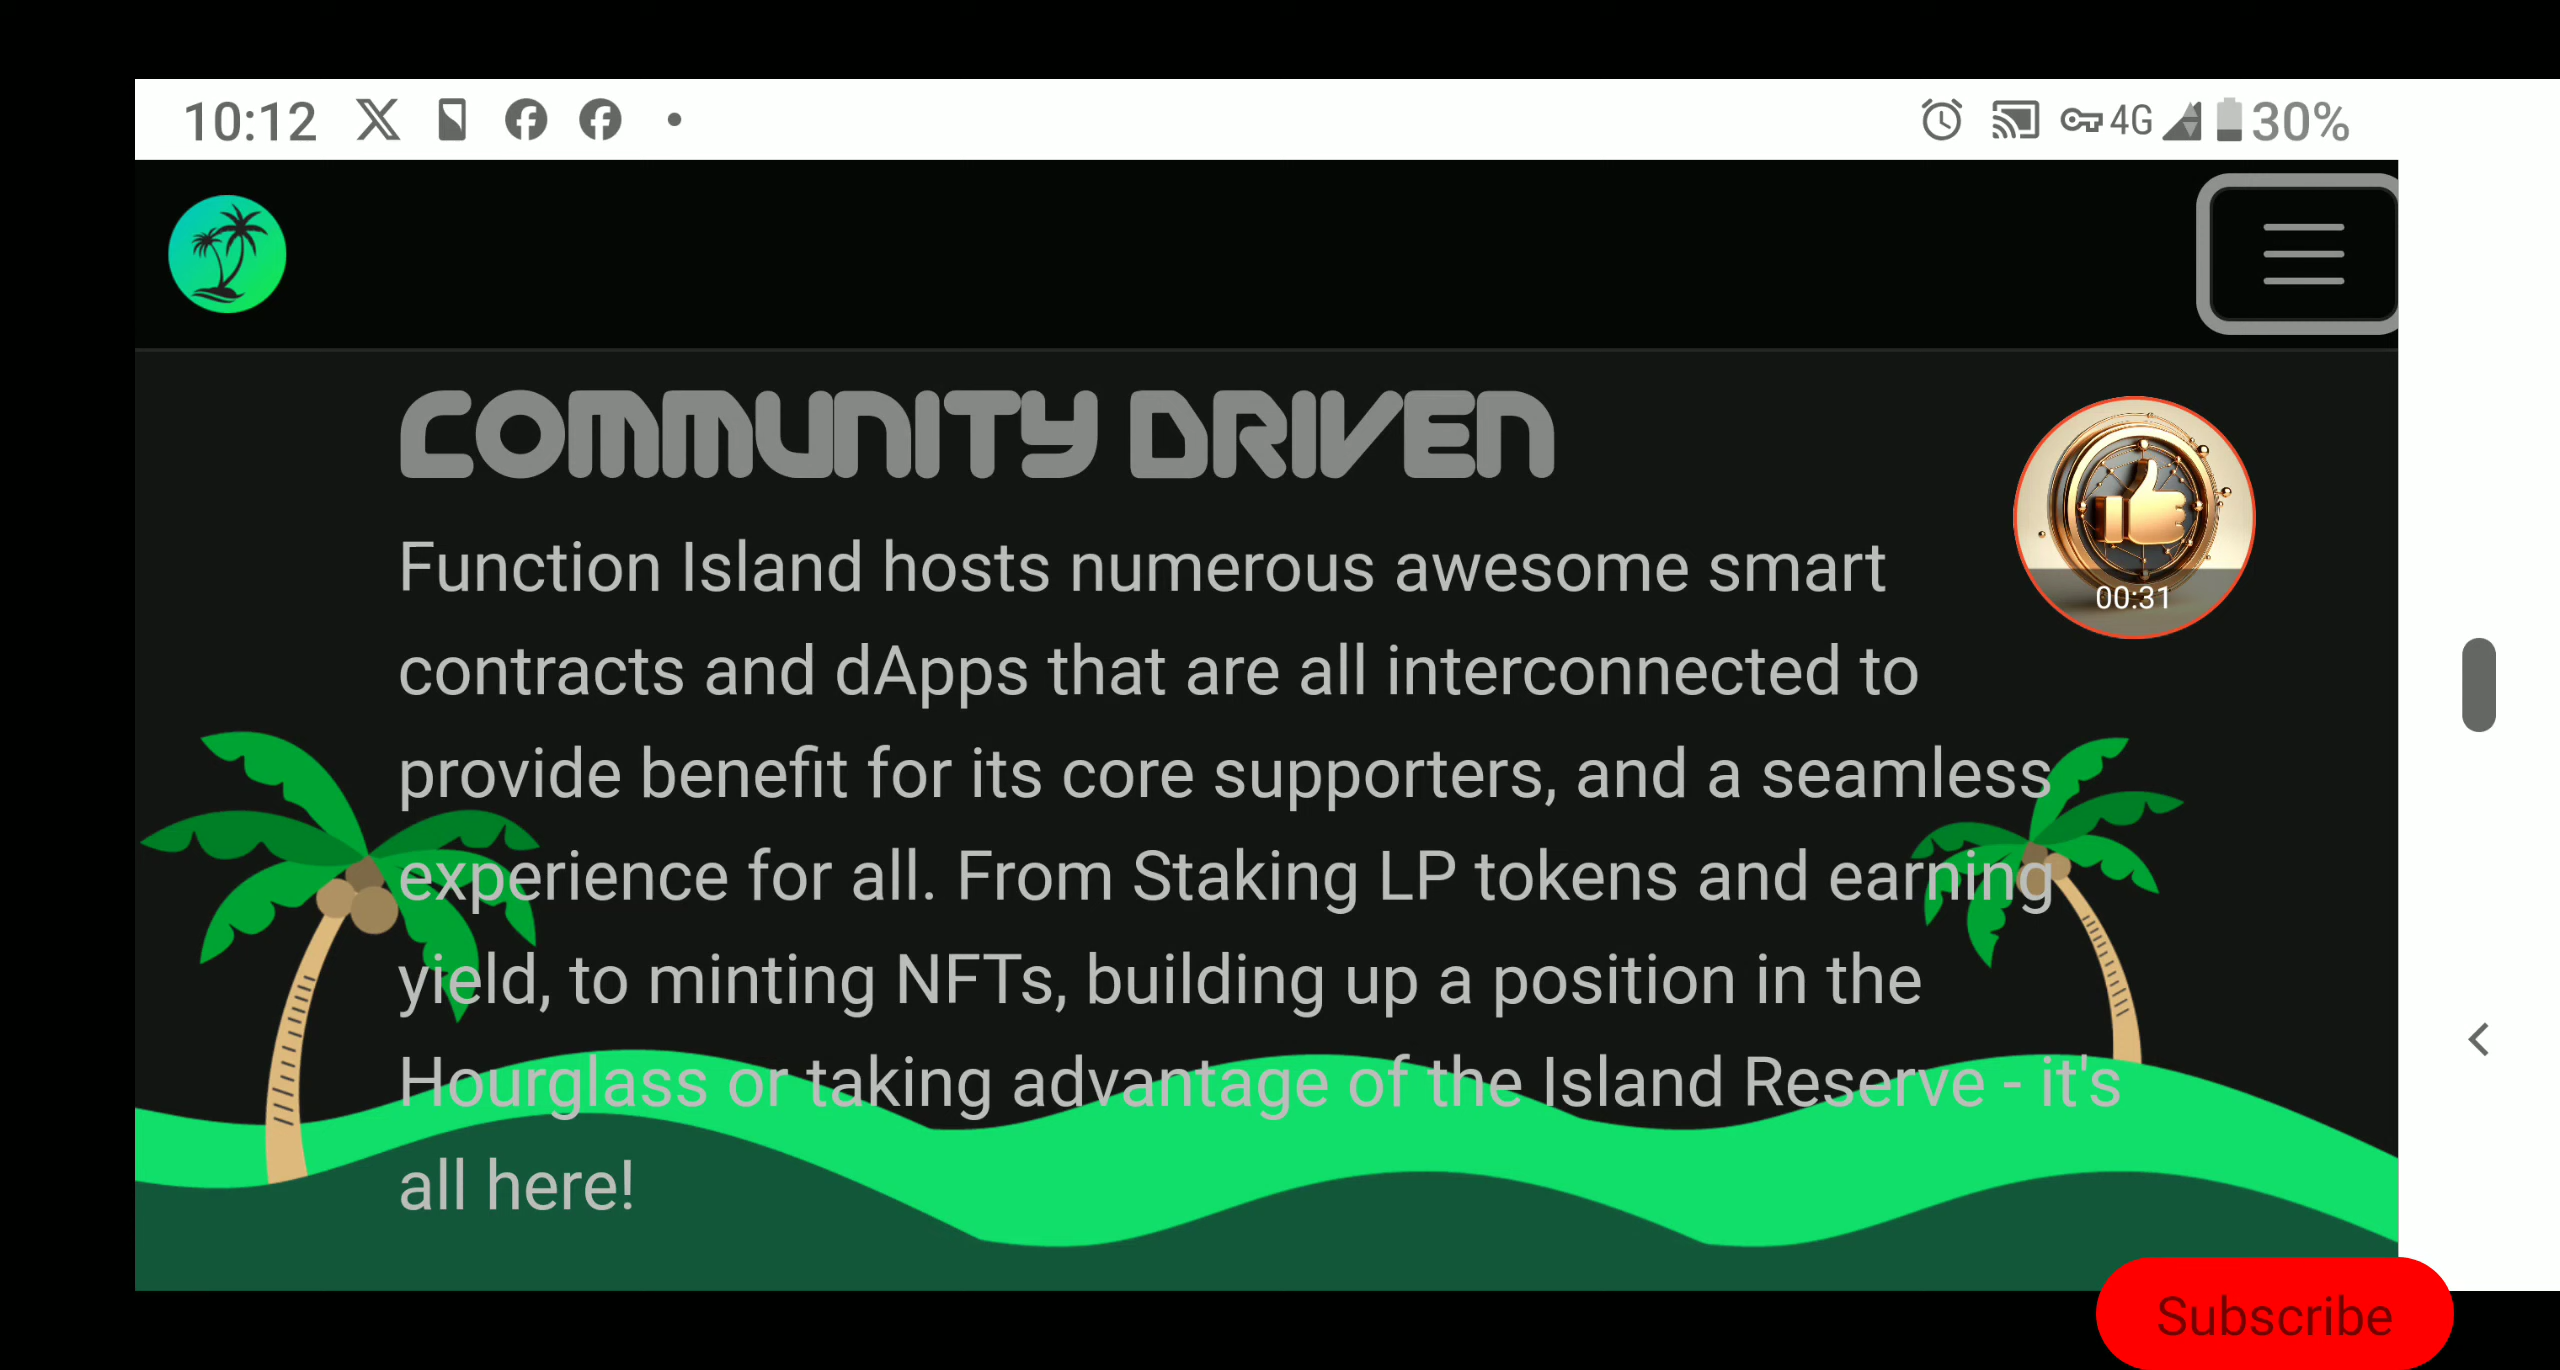 10:12
4G 30%
COMMUNITY DRIVEN
00:31
Function Island hosts numerous awesome smart
contracts and dApps that are all interconnected to
provide benefit for its core supporters, and a seamless
experience for all. From Staking LP tokens and earning
yield, to minting NFTs, building up a position in the
Hourglass or taking advantage of the Island Reserve - it's
all here!
Subscribe